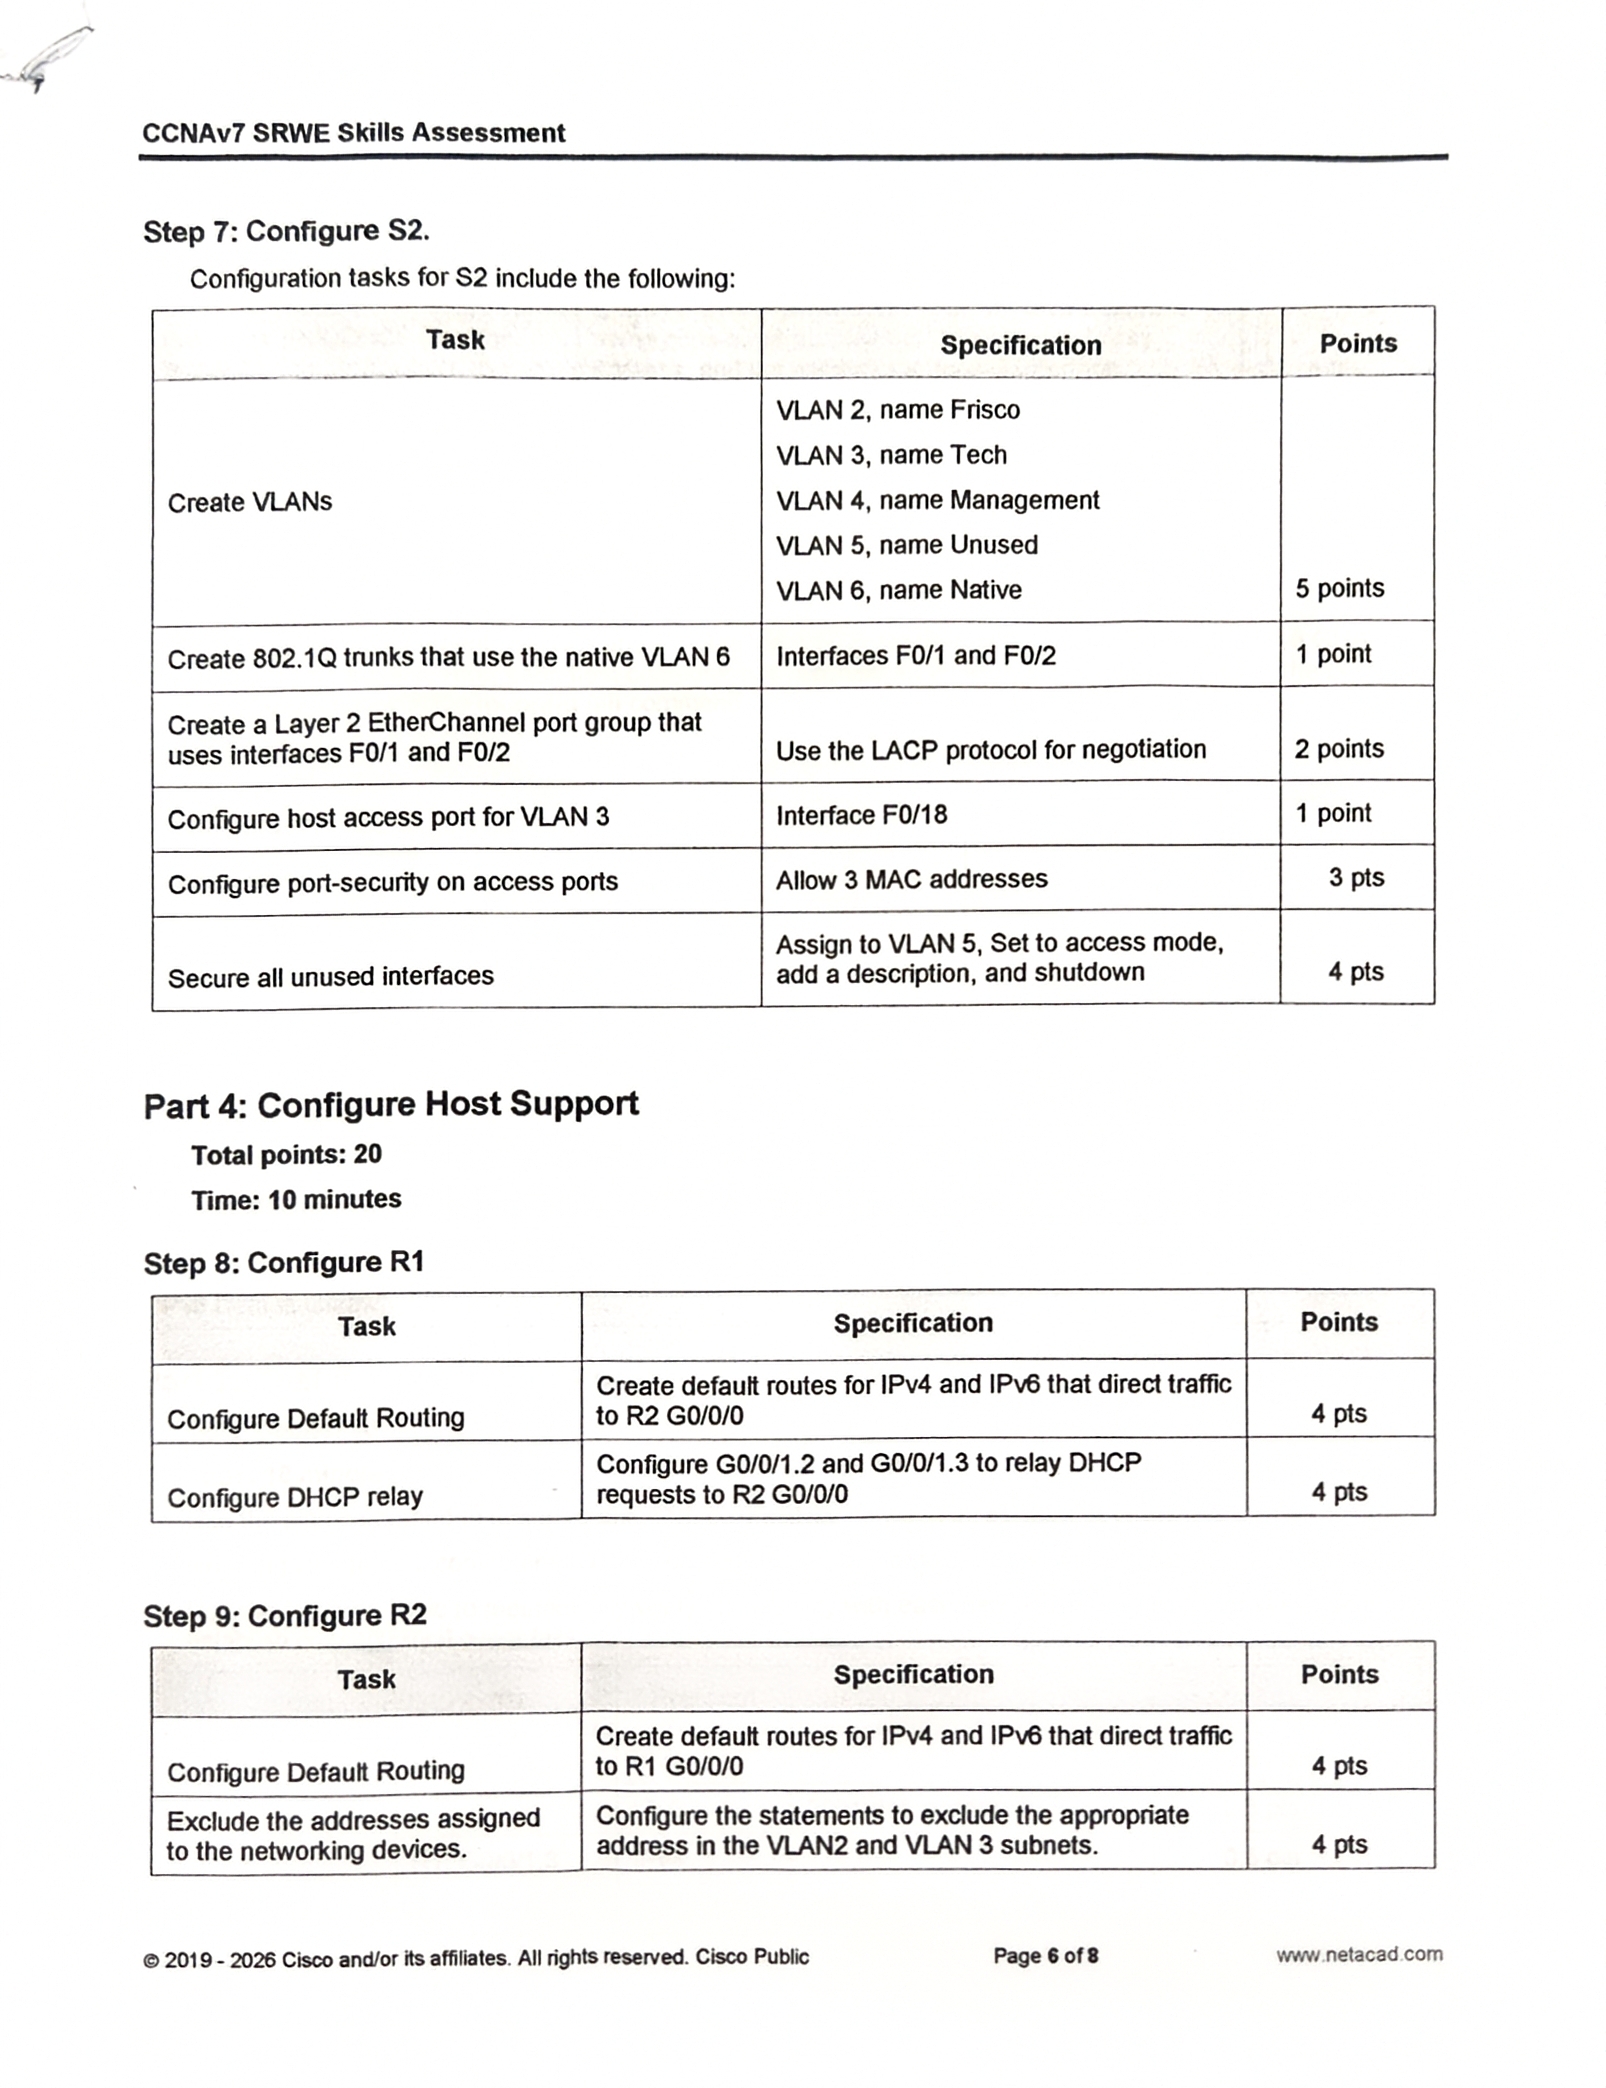 CCNAv7 SRWE Skills Assessment
Step 7: Configure S2.
Configuration tasks for S2 include the following:
Task Specification Points
Create VLANs
VLAN 2, name Frisco
VLAN 3, name Tech
VLAN 4, name Management
VLAN 5, name Unused
VLAN 6, name Native
5 points
Create 802.1Q trunks that use the native VLAN 6 Interfaces F0/1 and F0/2 1 point
Create a Layer 2 EtherChannel port group that
uses interfaces F0/1 and F0/2
Use the LACP protocol for negotiation 2 points
Configure host access port for VLAN 3 Interface F0/18 1 point
Configure port-security on access ports Allow 3 MAC addresses 3 pts
Secure all unused interfaces
Assign to VLAN 5, Set to access mode,
add a description, and shutdown
4 pts
Part 4: Configure Host Support
Total points: 20
Time: 10 minutes
Step 8: Configure R1
Task Specification Points
Configure Default Routing
Create default routes for IPv4 and IPv6 that direct traffic
to R2 G0/0/0
4 pts
Configure DHCP relay
Configure G0/0/1.2 and G0/0/1.3 to relay DHCP
requests to R2 G0/0/0
4 pts
Step 9: Configure R2
Task Specification Points
Configure Default Routing
Create default routes for IPv4 and IPv6 that direct traffic
to R1 G0/0/0
4 pts
Exclude the addresses assigned
to the networking devices.
Configure the statements to exclude the appropriate
address in the VLAN2 and VLAN 3 subnets.
4 pts
© 2019 - 2026 Cisco and/or its affiliates. All rights reserved. Cisco Public Page 6 of 8 www.netacad.com